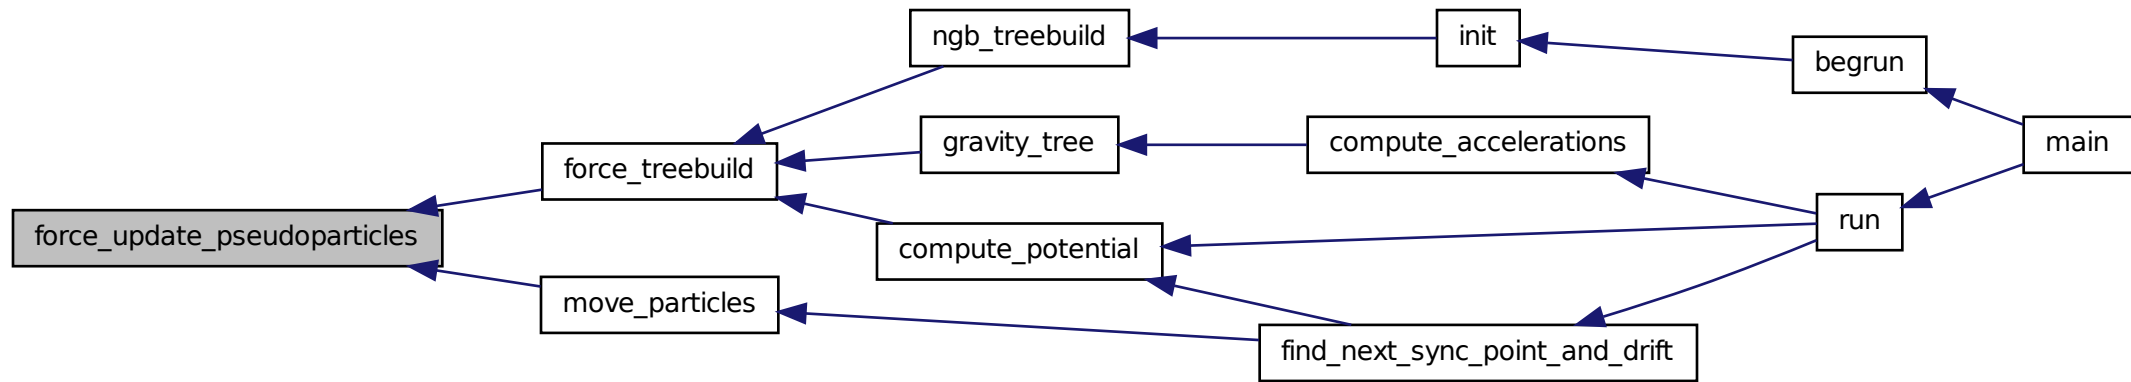 ngb_treebuild
init
begrun
force_treebuild
gravity_tree
compute_accelerations
main
force_update_pseudoparticles
compute_potential
run
move_particles
find_next_sync_point_and_drift